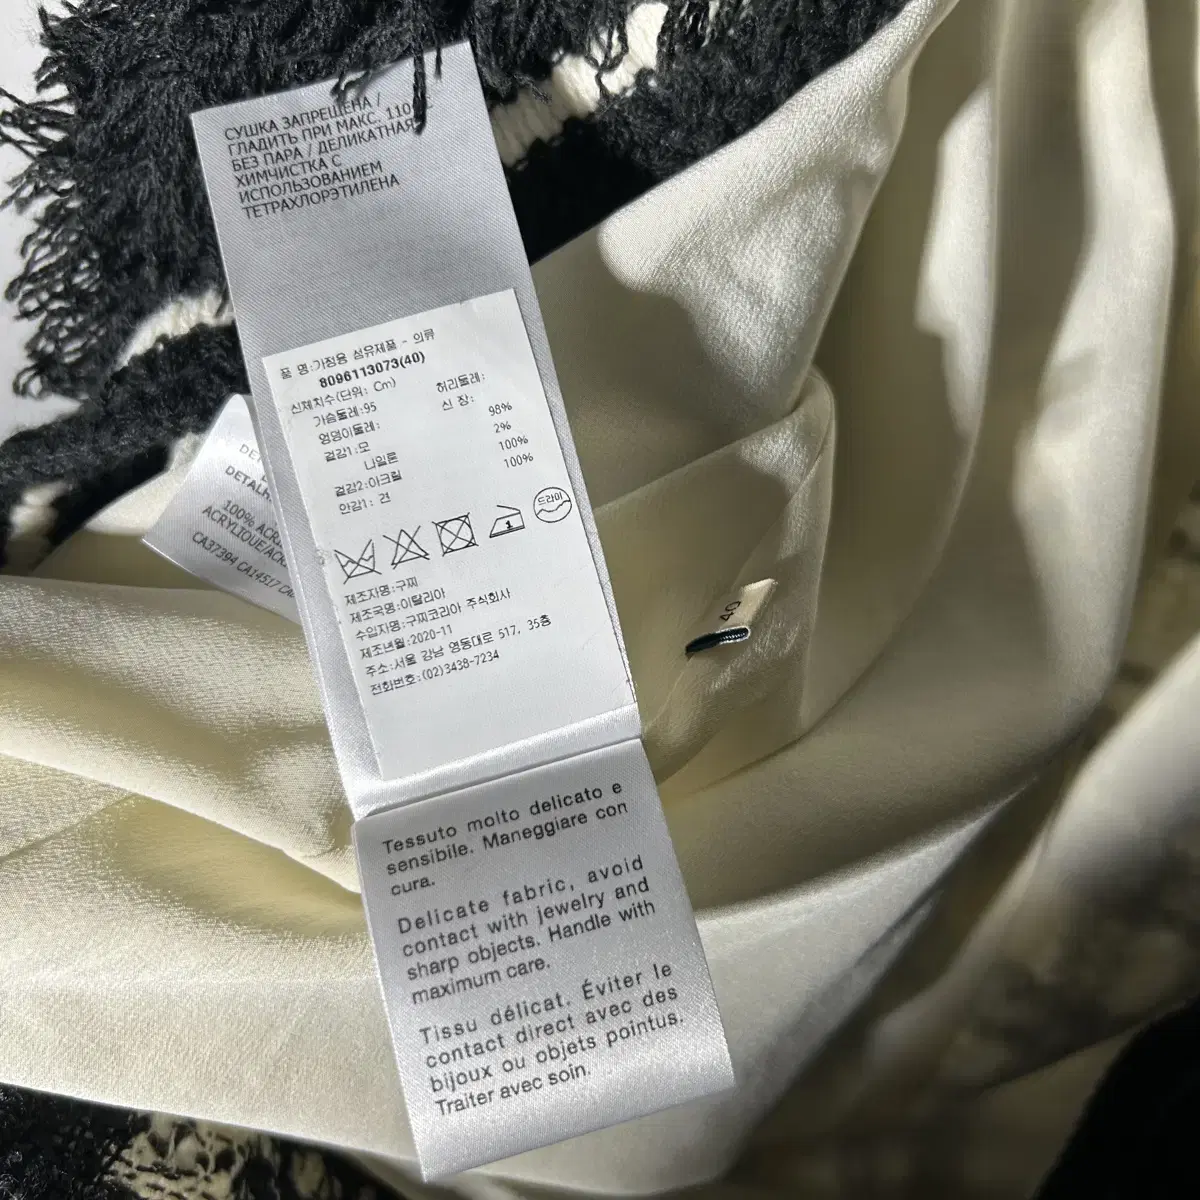 СУШКА ЗАПРЕЩЕНА /
ГЛАДИТЬ ПРИ МАКС. 110
БЕЗ ПАРА / ДЕЛИКАТНАЯ
ХИМЧИСТКА С
ИСПОЛЬЗОВАНИЕМ
ТЕТРАХЛОРЭТИЛЕНА
품 명:가정용 섬유제품 - 의류
8096113073(40)
신체치수(단위: Cm)
가슴둘레:95 허리둘레:
엉덩이둘레: 신 장:
겉감1:모 98%
나일론 2%
겉감2:아크릴 100%
안감1: 견 100%
1
드라이
제조자명:구찌
제조국명:이탈리아
수입자명:구찌코리아 주식회사
제조년월:2020-11
주소:서울 강남 영동대로 517, 35층
전화번호:(02)3438-7234
100%
CA37394 CA14517
40
Tessuto molto delicato e
sensibile. Maneggiare con
cura.
Delicate fabric, avoid
contact with jewelry and
sharp objects. Handle with
maximum care.
Tissu délicat. Éviter le
contact direct avec des
bijoux ou objets pointus.
Traiter avec soin.